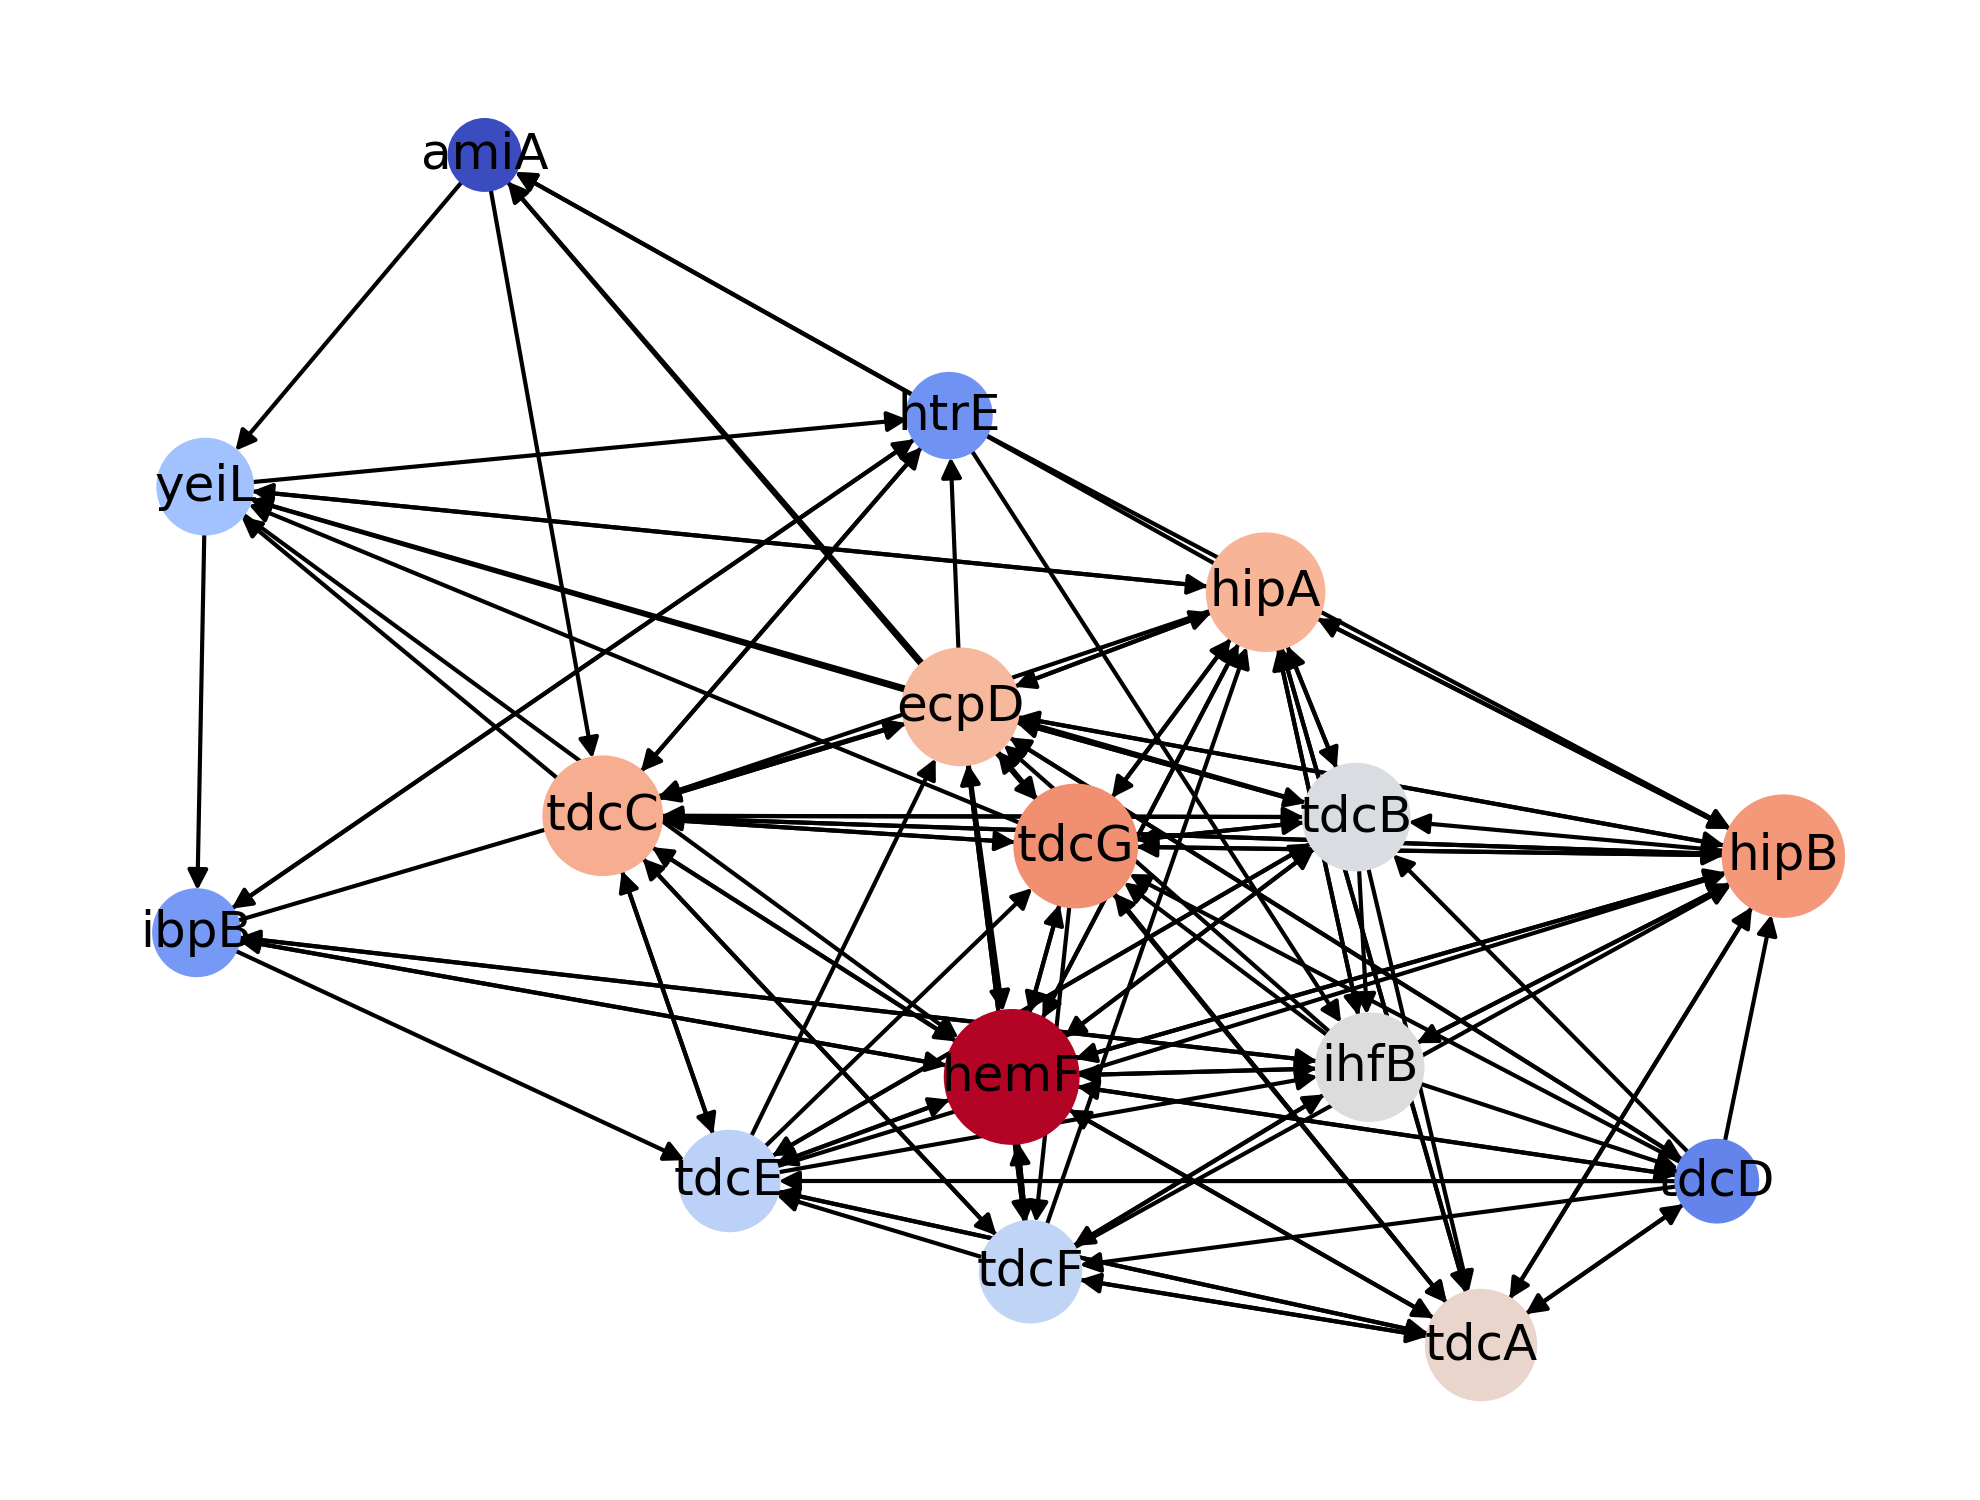 amiA
htrE
yeiL
hipA
ecpD
tdcC
tdcB
tdcG
hipB
ibpB
ihfB
hemF
tdcE
tdcD
tdcF
tdcA